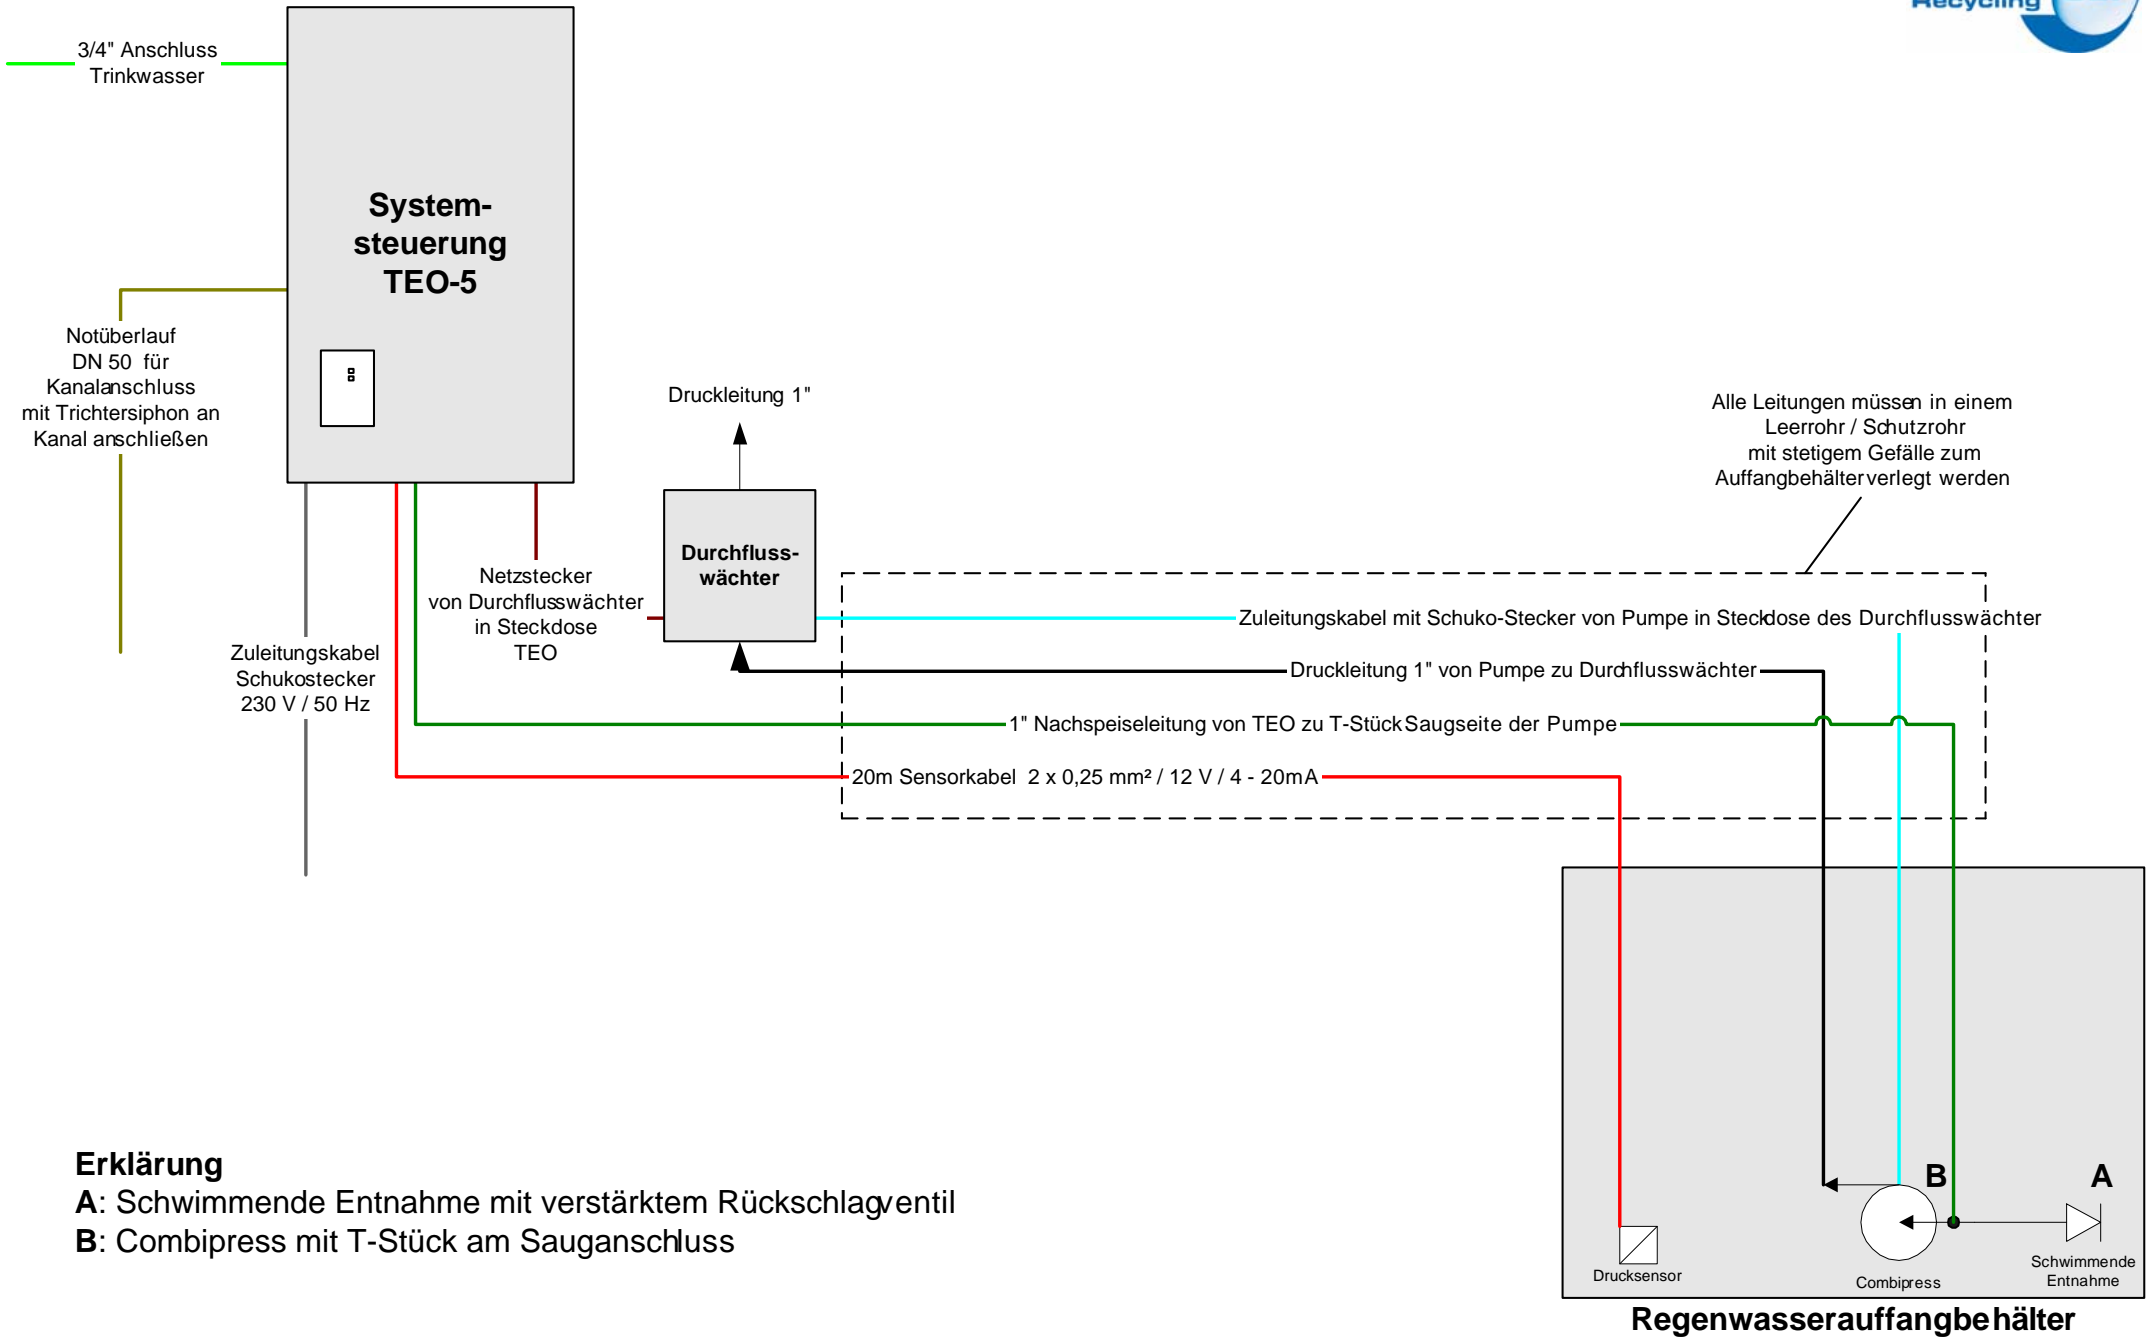 Recycling
3/4" Anschluss
Trinkwasser
System-
steuerung
TEO-5
Notüberlauf
DN 50 für
Kanalanschluss
mit Trichtersiphon an
Kanal anschließen
Druckleitung 1"
Alle Leitungen müssen in einem
Leerrohr / Schutzrohr
mit stetigem Gefälle zum
Auffangbehälter verlegt werden
Durchfluss-
wächter
Netzstecker
von Durchflusswächter
in Steckdose
TEO
Zuleitungskabel mit Schuko-Stecker von Pumpe in Steckdose des Durchflusswächter
Zuleitungskabel
Schukostecker
230 V / 50 Hz
Druckleitung 1" von Pumpe zu Durchflusswächter
1" Nachspeiseleitung von TEO zu T-Stück Saugseite der Pumpe
20m Sensorkabel 2 x 0,25 mm² / 12 V / 4 - 20mA
Erklärung
A: Schwimmende Entnahme mit verstärktem Rückschlagventil
B: Combipress mit T-Stück am Sauganschluss
B
A
Drucksensor
Combipress
Schwimmende
Entnahme
Regenwasserauffangbehälter